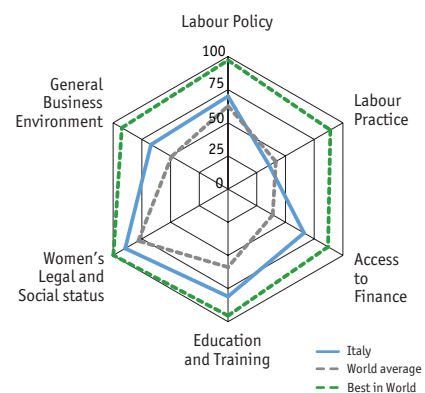 Labour Policy
100
75
50
25
0
General
Business
Environment
Labour
Practice
Women's
Legal and
Social status
Access
to
Finance
Education
and Training
Italy
World average
Best in World